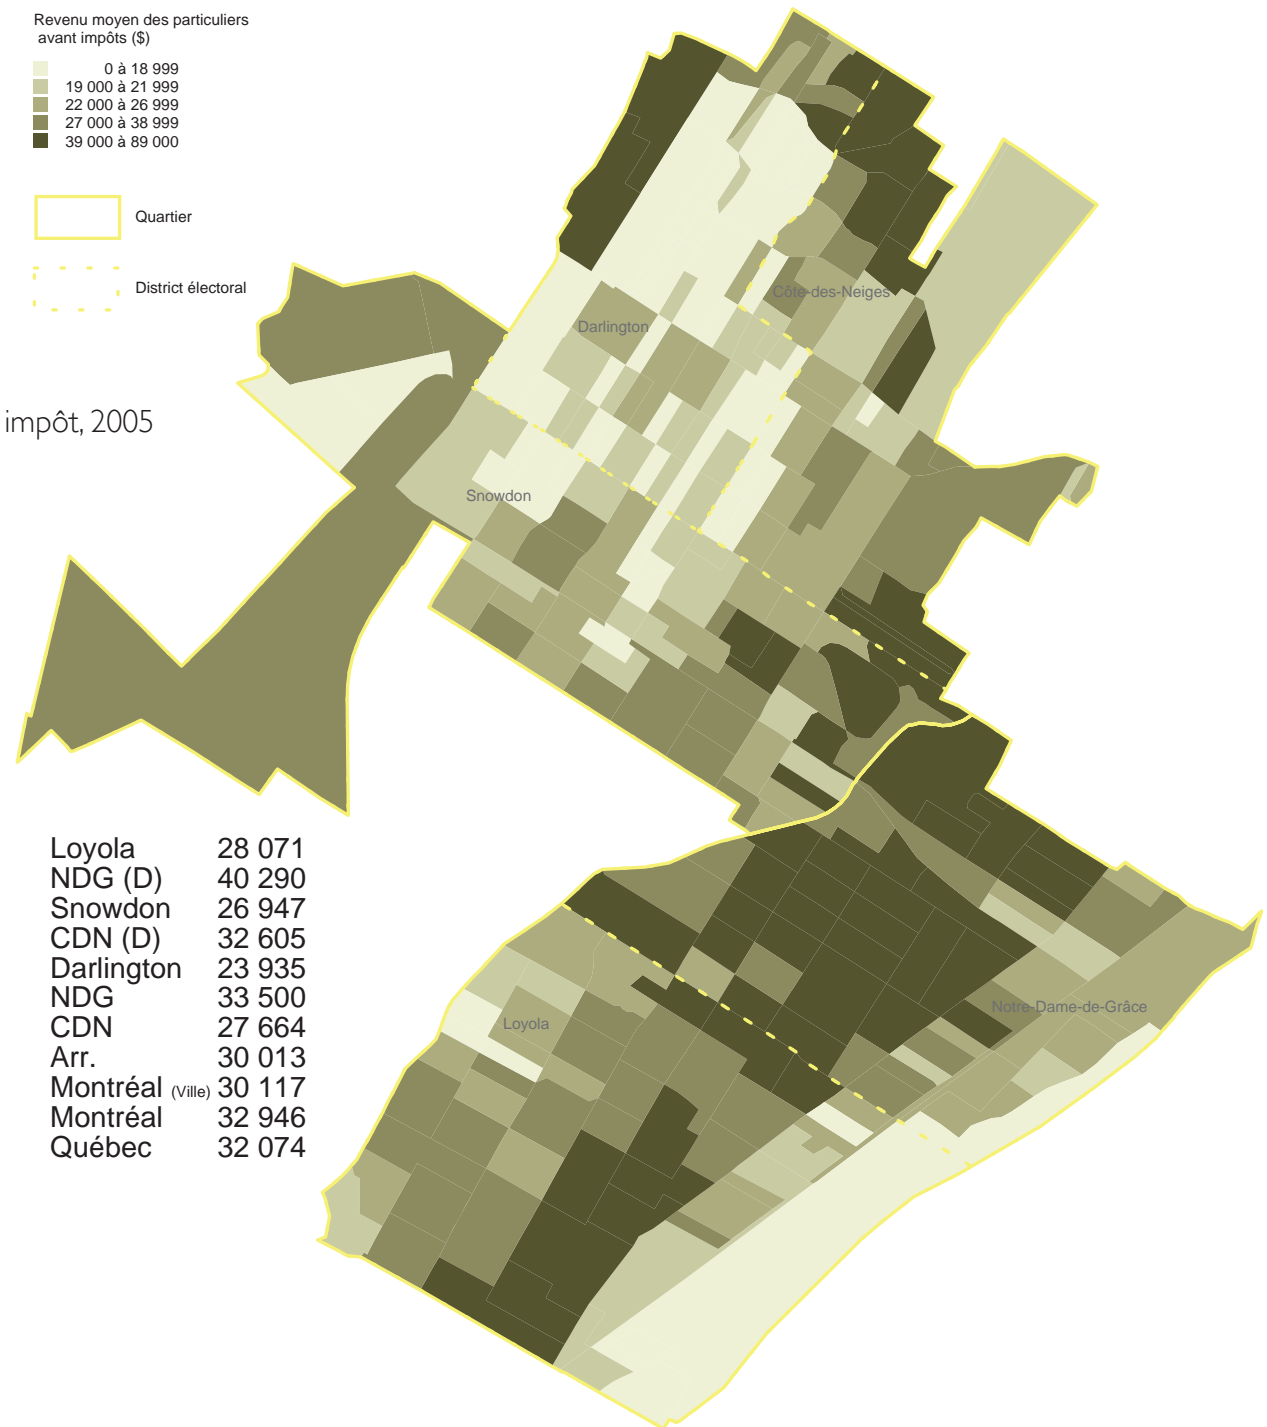 Revenu moyen des particuliers
avant impôts ($)
0 à 18 999
19 000 à 21 999
22 000 à 26 999
27 000 à 38 999
39 000 à 89 000
Quartier
District électoral
Côte-des-Neiges
Darlington
impôt, 2005
Snowdon
Loyola 28 071
NDG (D) 40 290
Snowdon 26 947
CDN (D) 32 605
Darlington 23 935
NDG 33 500
CDN 27 664
Arr. 30 013
Montréal (Ville) 30 117
Montréal 32 946
Québec 32 074
Notre-Dame-de-Grâce
Loyola